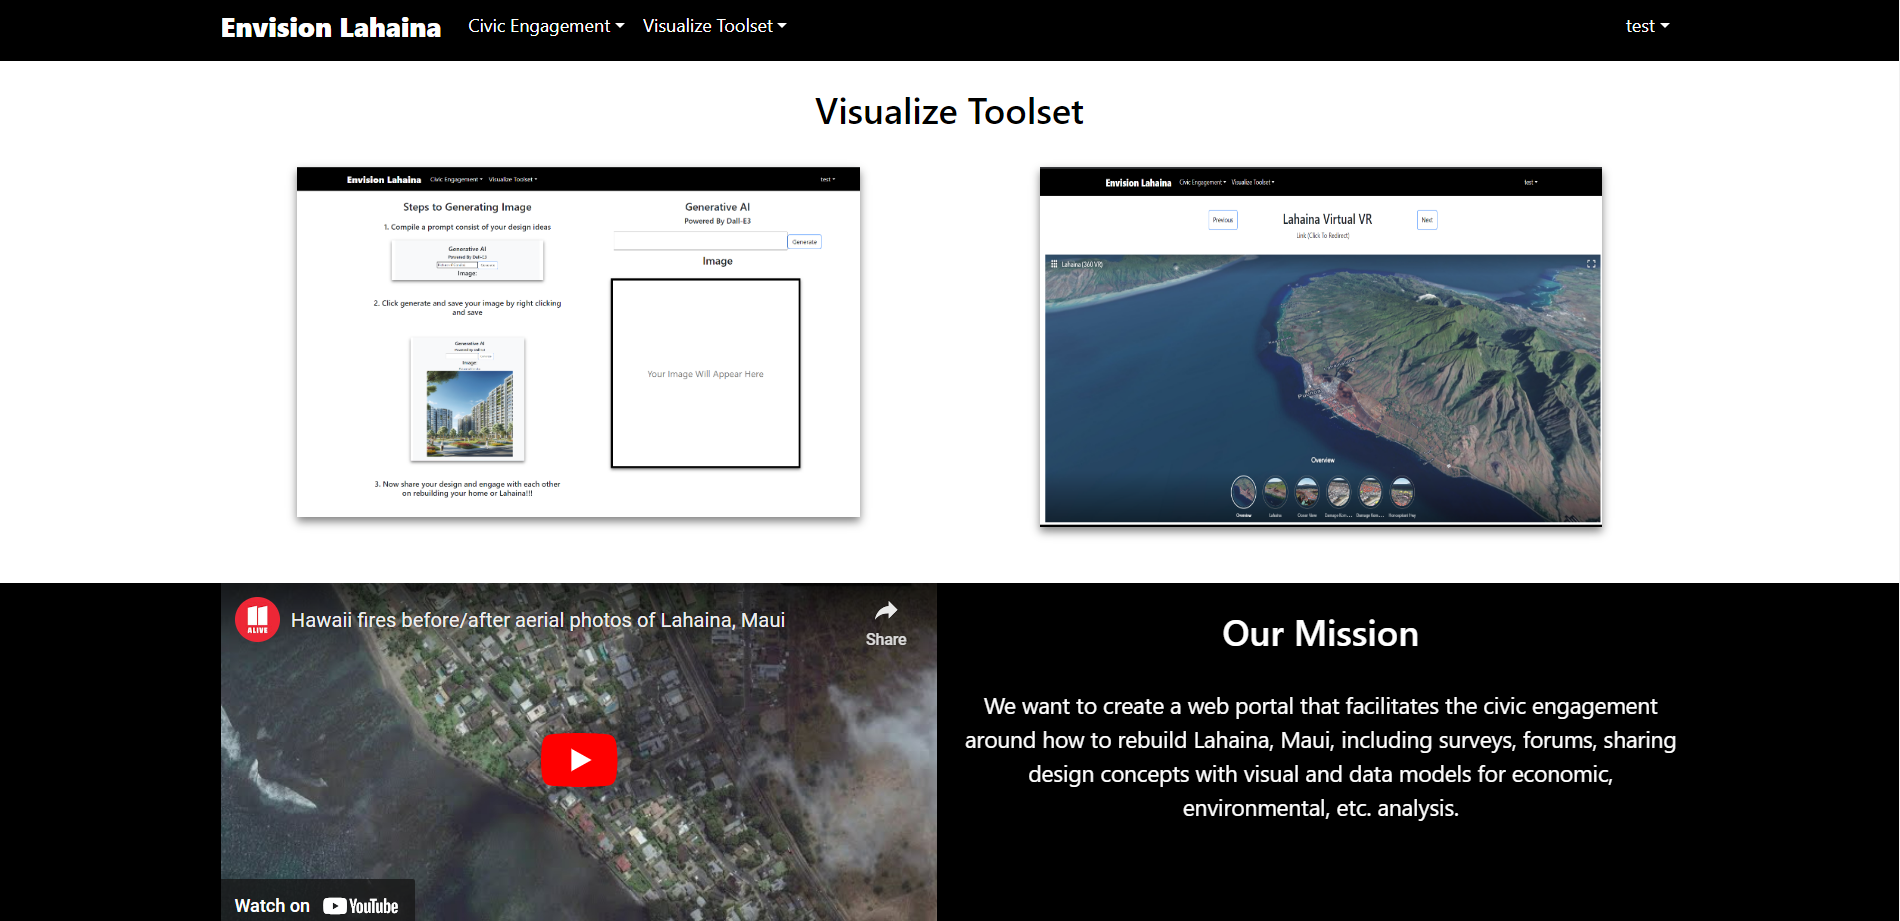 Envision Lahaina
Civic Engagement
Visualize Toolset
test
Visualize Toolset
Envision Lahaina
Civic Engagement
Visualize Toolset
test
Steps to Generating Image
1. Compile a prompt consist of your design ideas
Generative AI
Powered By Dall-E3
Image:
2. Click generate and save your image by right clicking
and save
Generative AI
Powered By Dall-E3
Image:
3. Now share your design and engage with each other
on rebuilding your home or Lahaina!!!
Generative AI
Powered By Dall-E3
Generate
Image
Your Image Will Appear Here
Envision Lahaina
Civic Engagement
Visualize Toolset
test
Previous
Lahaina Virtual VR
Next
Link (Click To Redirect)
Lahaina (360 VR)
Overview
Overview
Lahaina
ALIVE
Hawaii fires before/after aerial photos of Lahaina, Maui
Share
Watch on YouTube
Our Mission
We want to create a web portal that facilitates the civic engagement
around how to rebuild Lahaina, Maui, including surveys, forums, sharing
design concepts with visual and data models for economic,
environmental, etc. analysis.